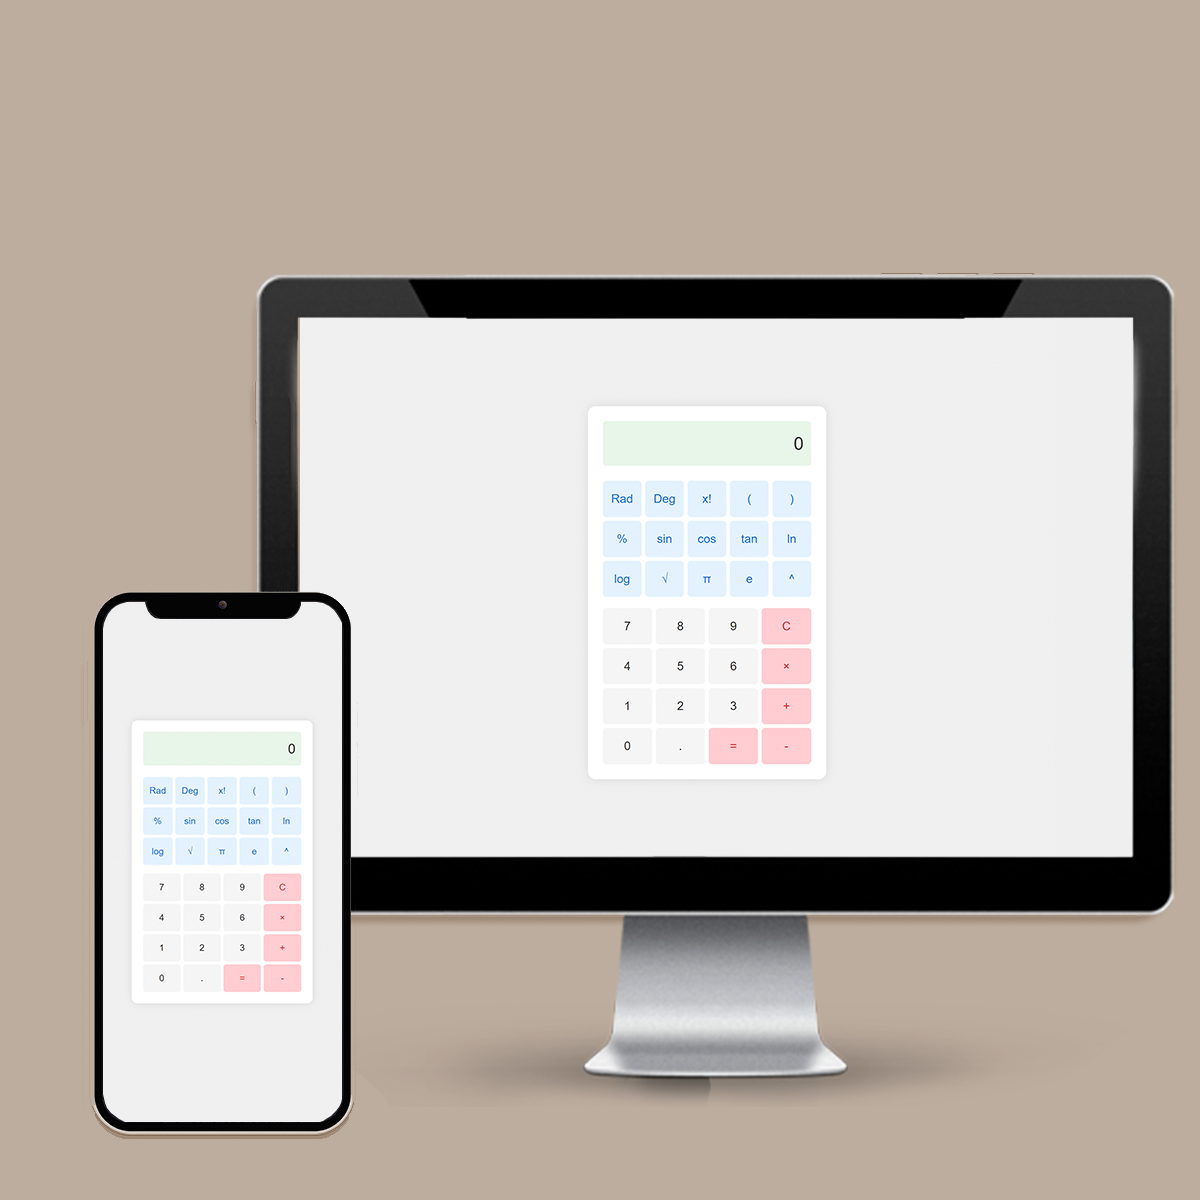 0
Rad Deg x! ( )
% sin cos tan ln
log √ π e ^
7 8 9 C
4 5 6 ×
1 2 3 +
0 . = -
0
Rad Deg x! ( )
% sin cos tan ln
log √ π e ^
7 8 9 C
4 5 6 ×
1 2 3 +
0 . = -